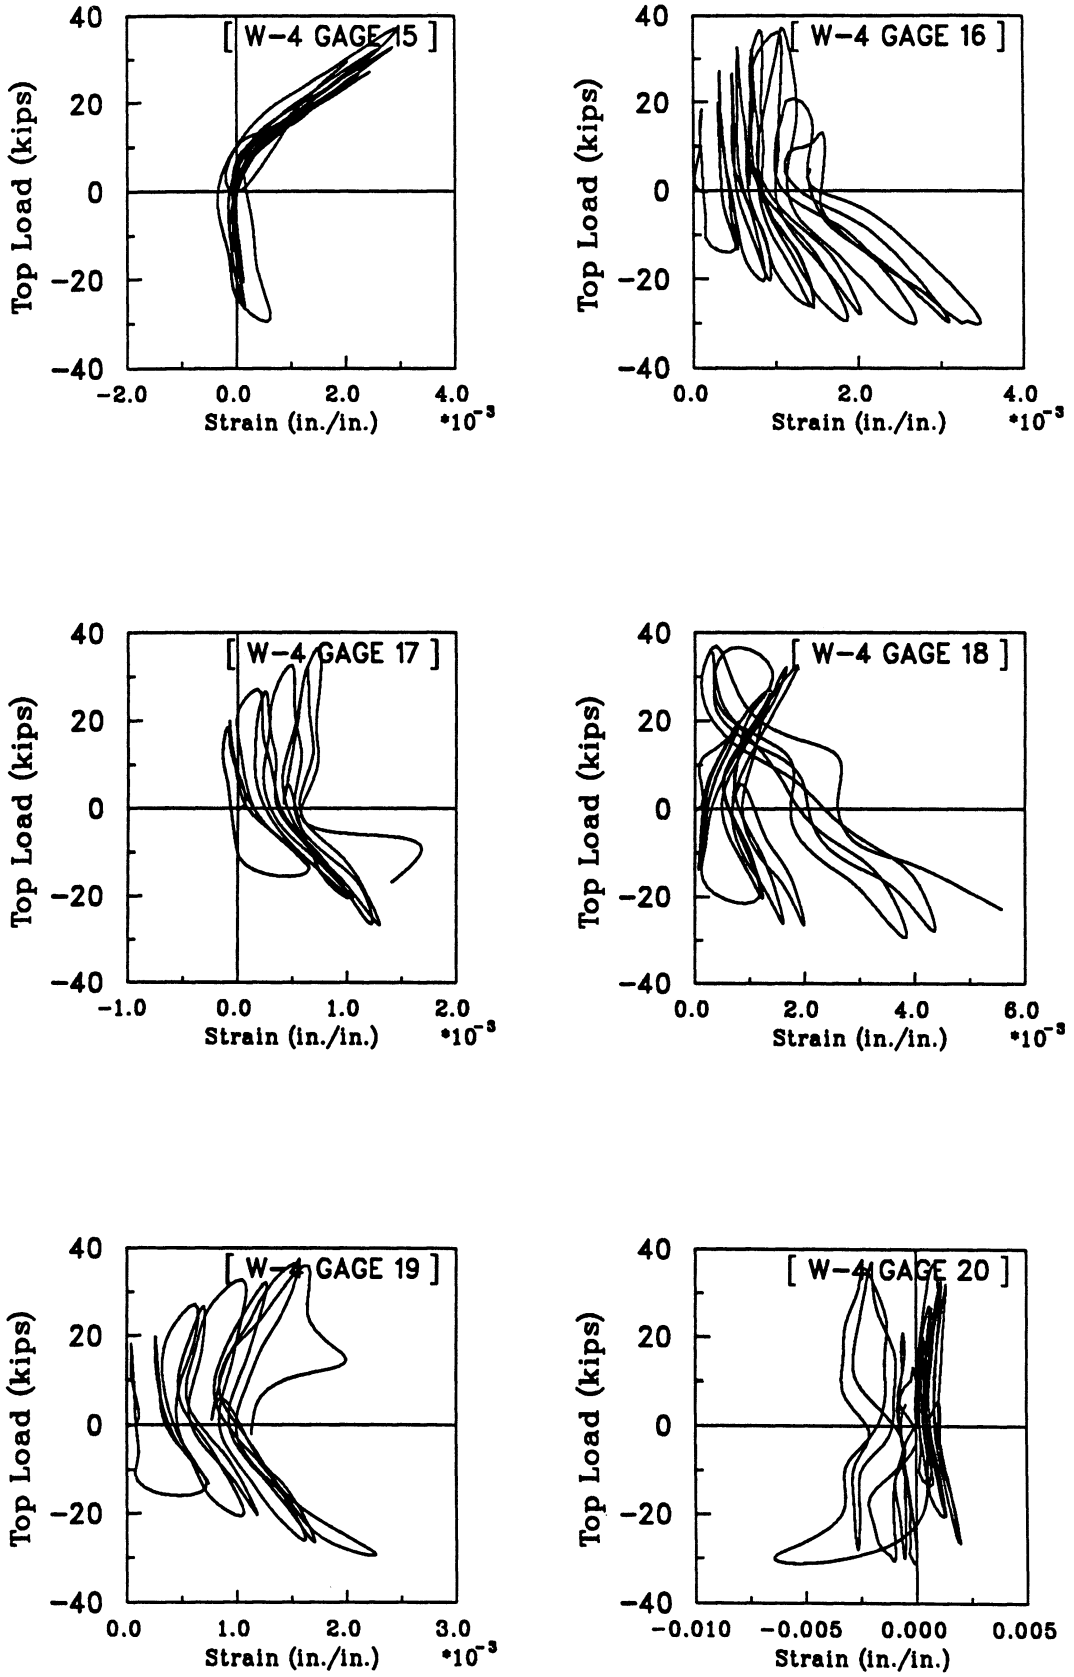 [ W-4 GAGE 15 ]
Top Load (kips)
40
20
0
-20
-40
-2.0 0.0 2.0 4.0
Strain (in./in.) *10⁻³
[ W-4 GAGE 16 ]
Top Load (kips)
40
20
0
-20
-40
0.0 2.0 4.0
Strain (in./in.) *10⁻³
[ W-4 GAGE 17 ]
Top Load (kips)
40
20
0
-20
-40
-1.0 0.0 1.0 2.0
Strain (in./in.) *10⁻³
[ W-4 GAGE 18 ]
Top Load (kips)
40
20
0
-20
-40
0.0 2.0 4.0 6.0
Strain (in./in.) *10⁻³
[ W-4 GAGE 19 ]
Top Load (kips)
40
20
0
-20
-40
0.0 1.0 2.0 3.0
Strain (in./in.) *10⁻³
[ W-4 GAGE 20 ]
Top Load (kips)
40
20
0
-20
-40
-0.010 -0.005 0.000 0.005
Strain (in./in.)